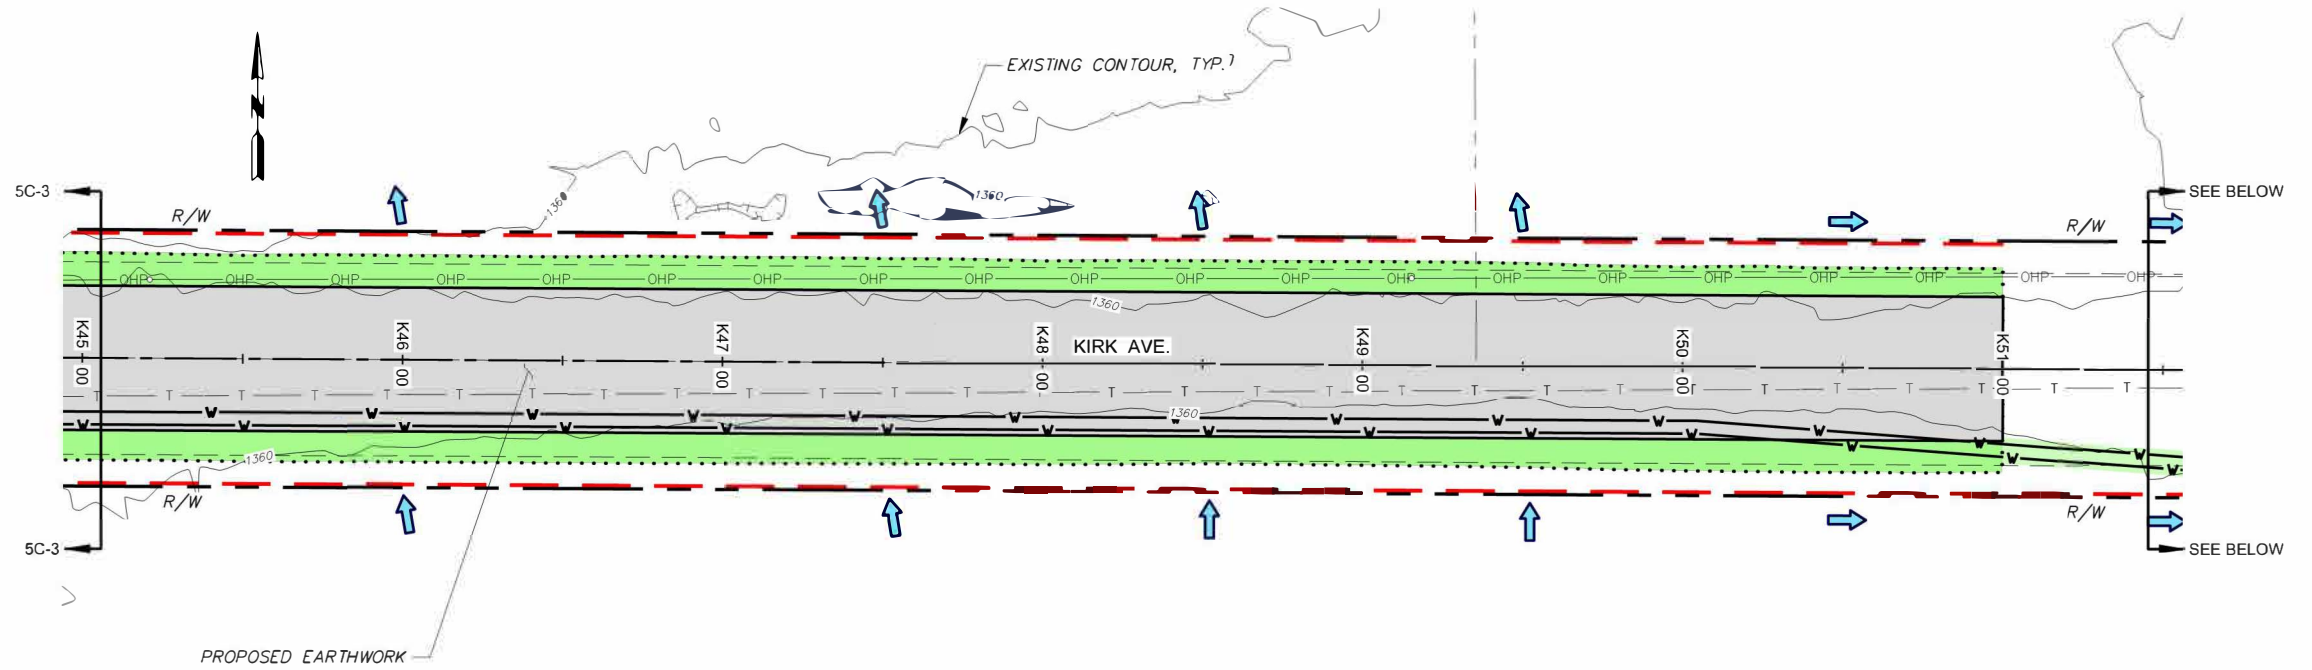 EXISTING CONTOUR, TYP.
N
5C-3
SEE BELOW
R/W
1360
1360
R/W
OHP OHP OHP OHP OHP OHP OHP OHP OHP OHP OHP OHP OHP OHP OHP OHP OHP OHP OHP OHP
1360
K45 00
K46 00
K47 00
K48 00
KIRK AVE.
K49 00
K50 00
K51 00
T T T T T T T T T T T T T T T T T T T T T T T T T T T T T
W W W W W W W W W W W W W
1360
W W W W W W W W W W W W W W
1360
R/W
R/W
5C-3
SEE BELOW
PROPOSED EARTHWORK